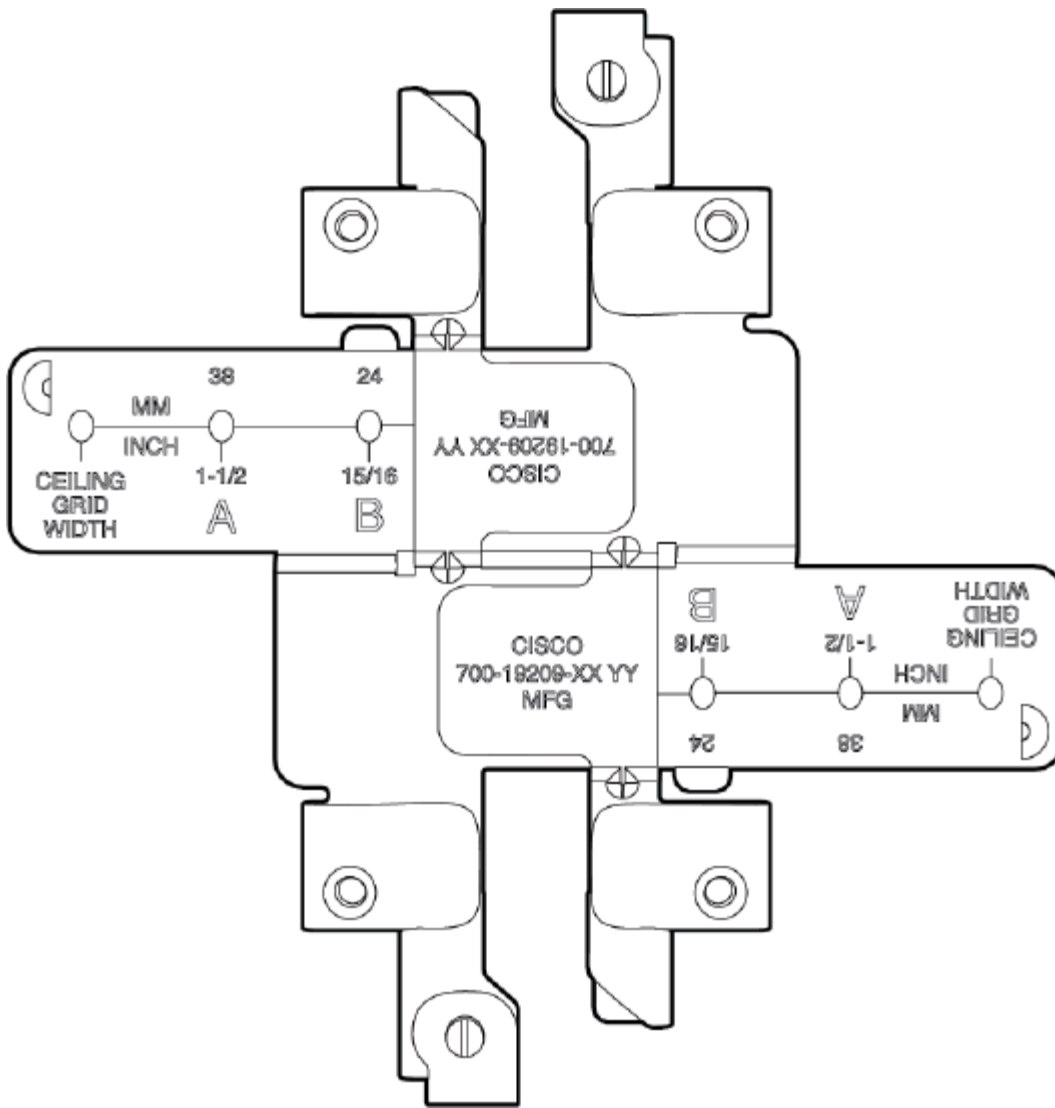 38
24
MM
INCH
1-1/2
15/16
CEILING
GRID
WIDTH
A
B
CISCO
700-19209-XX YY
MFG
CISCO
700-19209-XX YY
MFG
CEILING
GRID
WIDTH
A
B
1-1/2
15/16
INCH
MM
38
24